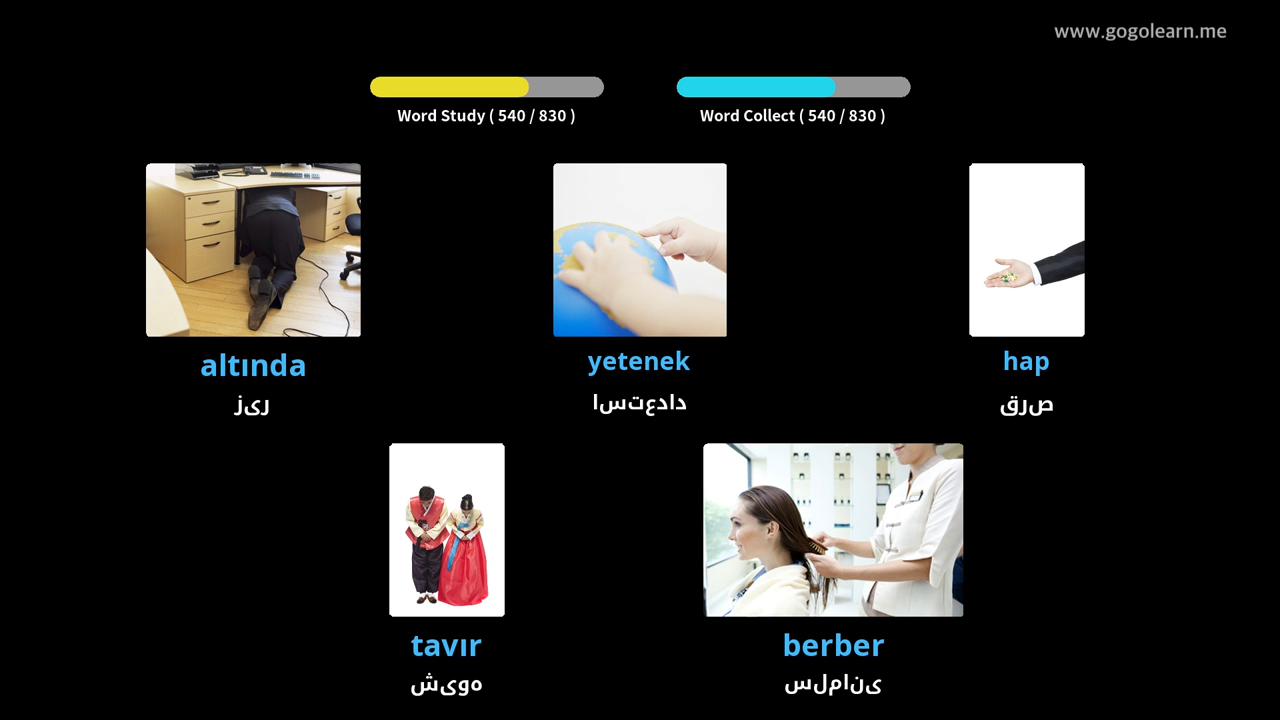 www.gogolearn.me
Word Study ( 540 / 830 )
Word Collect ( 540 / 830 )
altında
زیر
yetenek
استعداد
hap
قرص
tavır
شیوه
berber
سلمانی